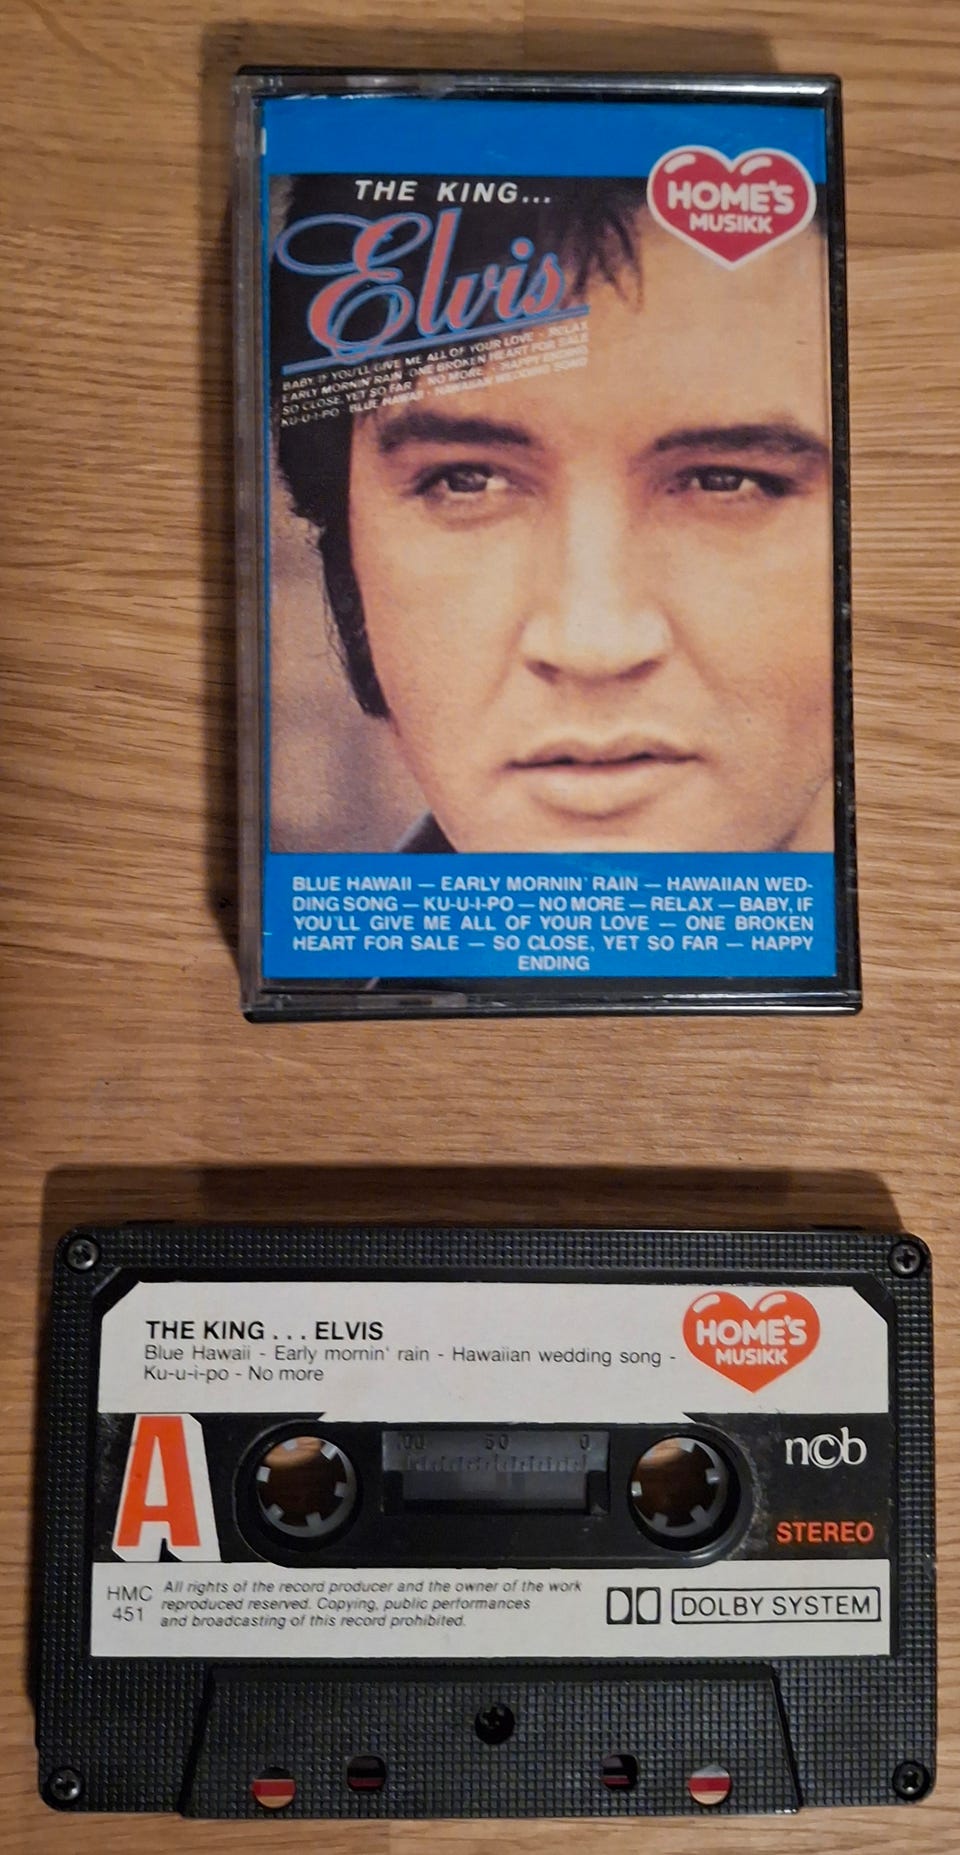 THE KING...
Elvis
HOME'S
MUSIKK
BABY, IF YOU'LL GIVE ME ALL OF YOUR LOVE - RELAX
EARLY MORNIN' RAIN - ONE BROKEN HEART FOR SALE
SO CLOSE, YET SO FAR - NO MORE - HAPPY ENDING
KU-U-I-PO - BLUE HAWAII - HAWAIIAN WEDDING SONG
BLUE HAWAII — EARLY MORNIN' RAIN — HAWAIIAN WED-
DING SONG — KU-U-I-PO — NO MORE — RELAX — BABY, IF
YOU'LL GIVE ME ALL OF YOUR LOVE — ONE BROKEN
HEART FOR SALE — SO CLOSE, YET SO FAR — HAPPY
ENDING
THE KING . . . ELVIS
Blue Hawaii - Early mornin' rain - Hawaiian wedding song -
Ku-u-i-po - No more
HOME'S
MUSIKK
A
100 50 0
n©b
STEREO
HMC
451
All rights of the record producer and the owner of the work
reproduced reserved. Copying, public performances
and broadcasting of this record prohibited.
DOLBY SYSTEM